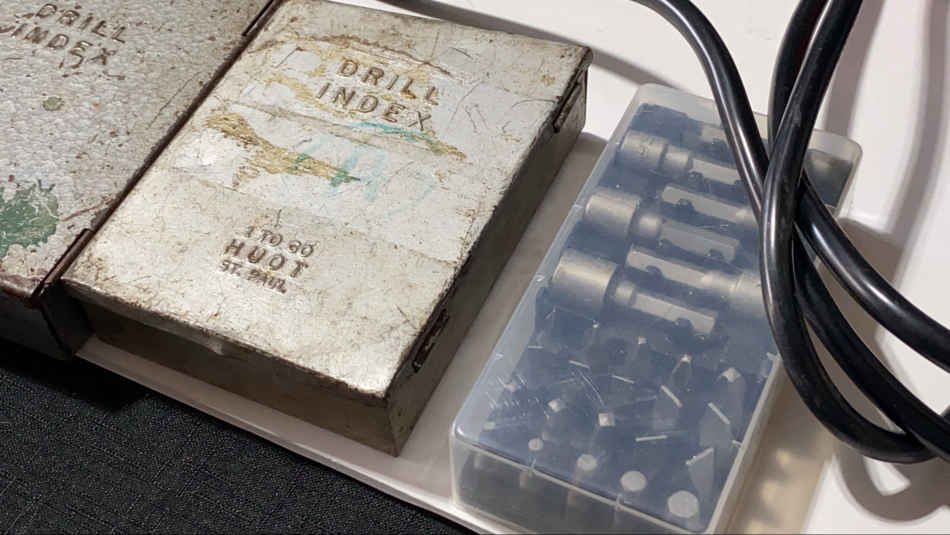 DRILL
INDEX
DRILL
INDEX
1 TO 60
HUOT
ST. PAUL